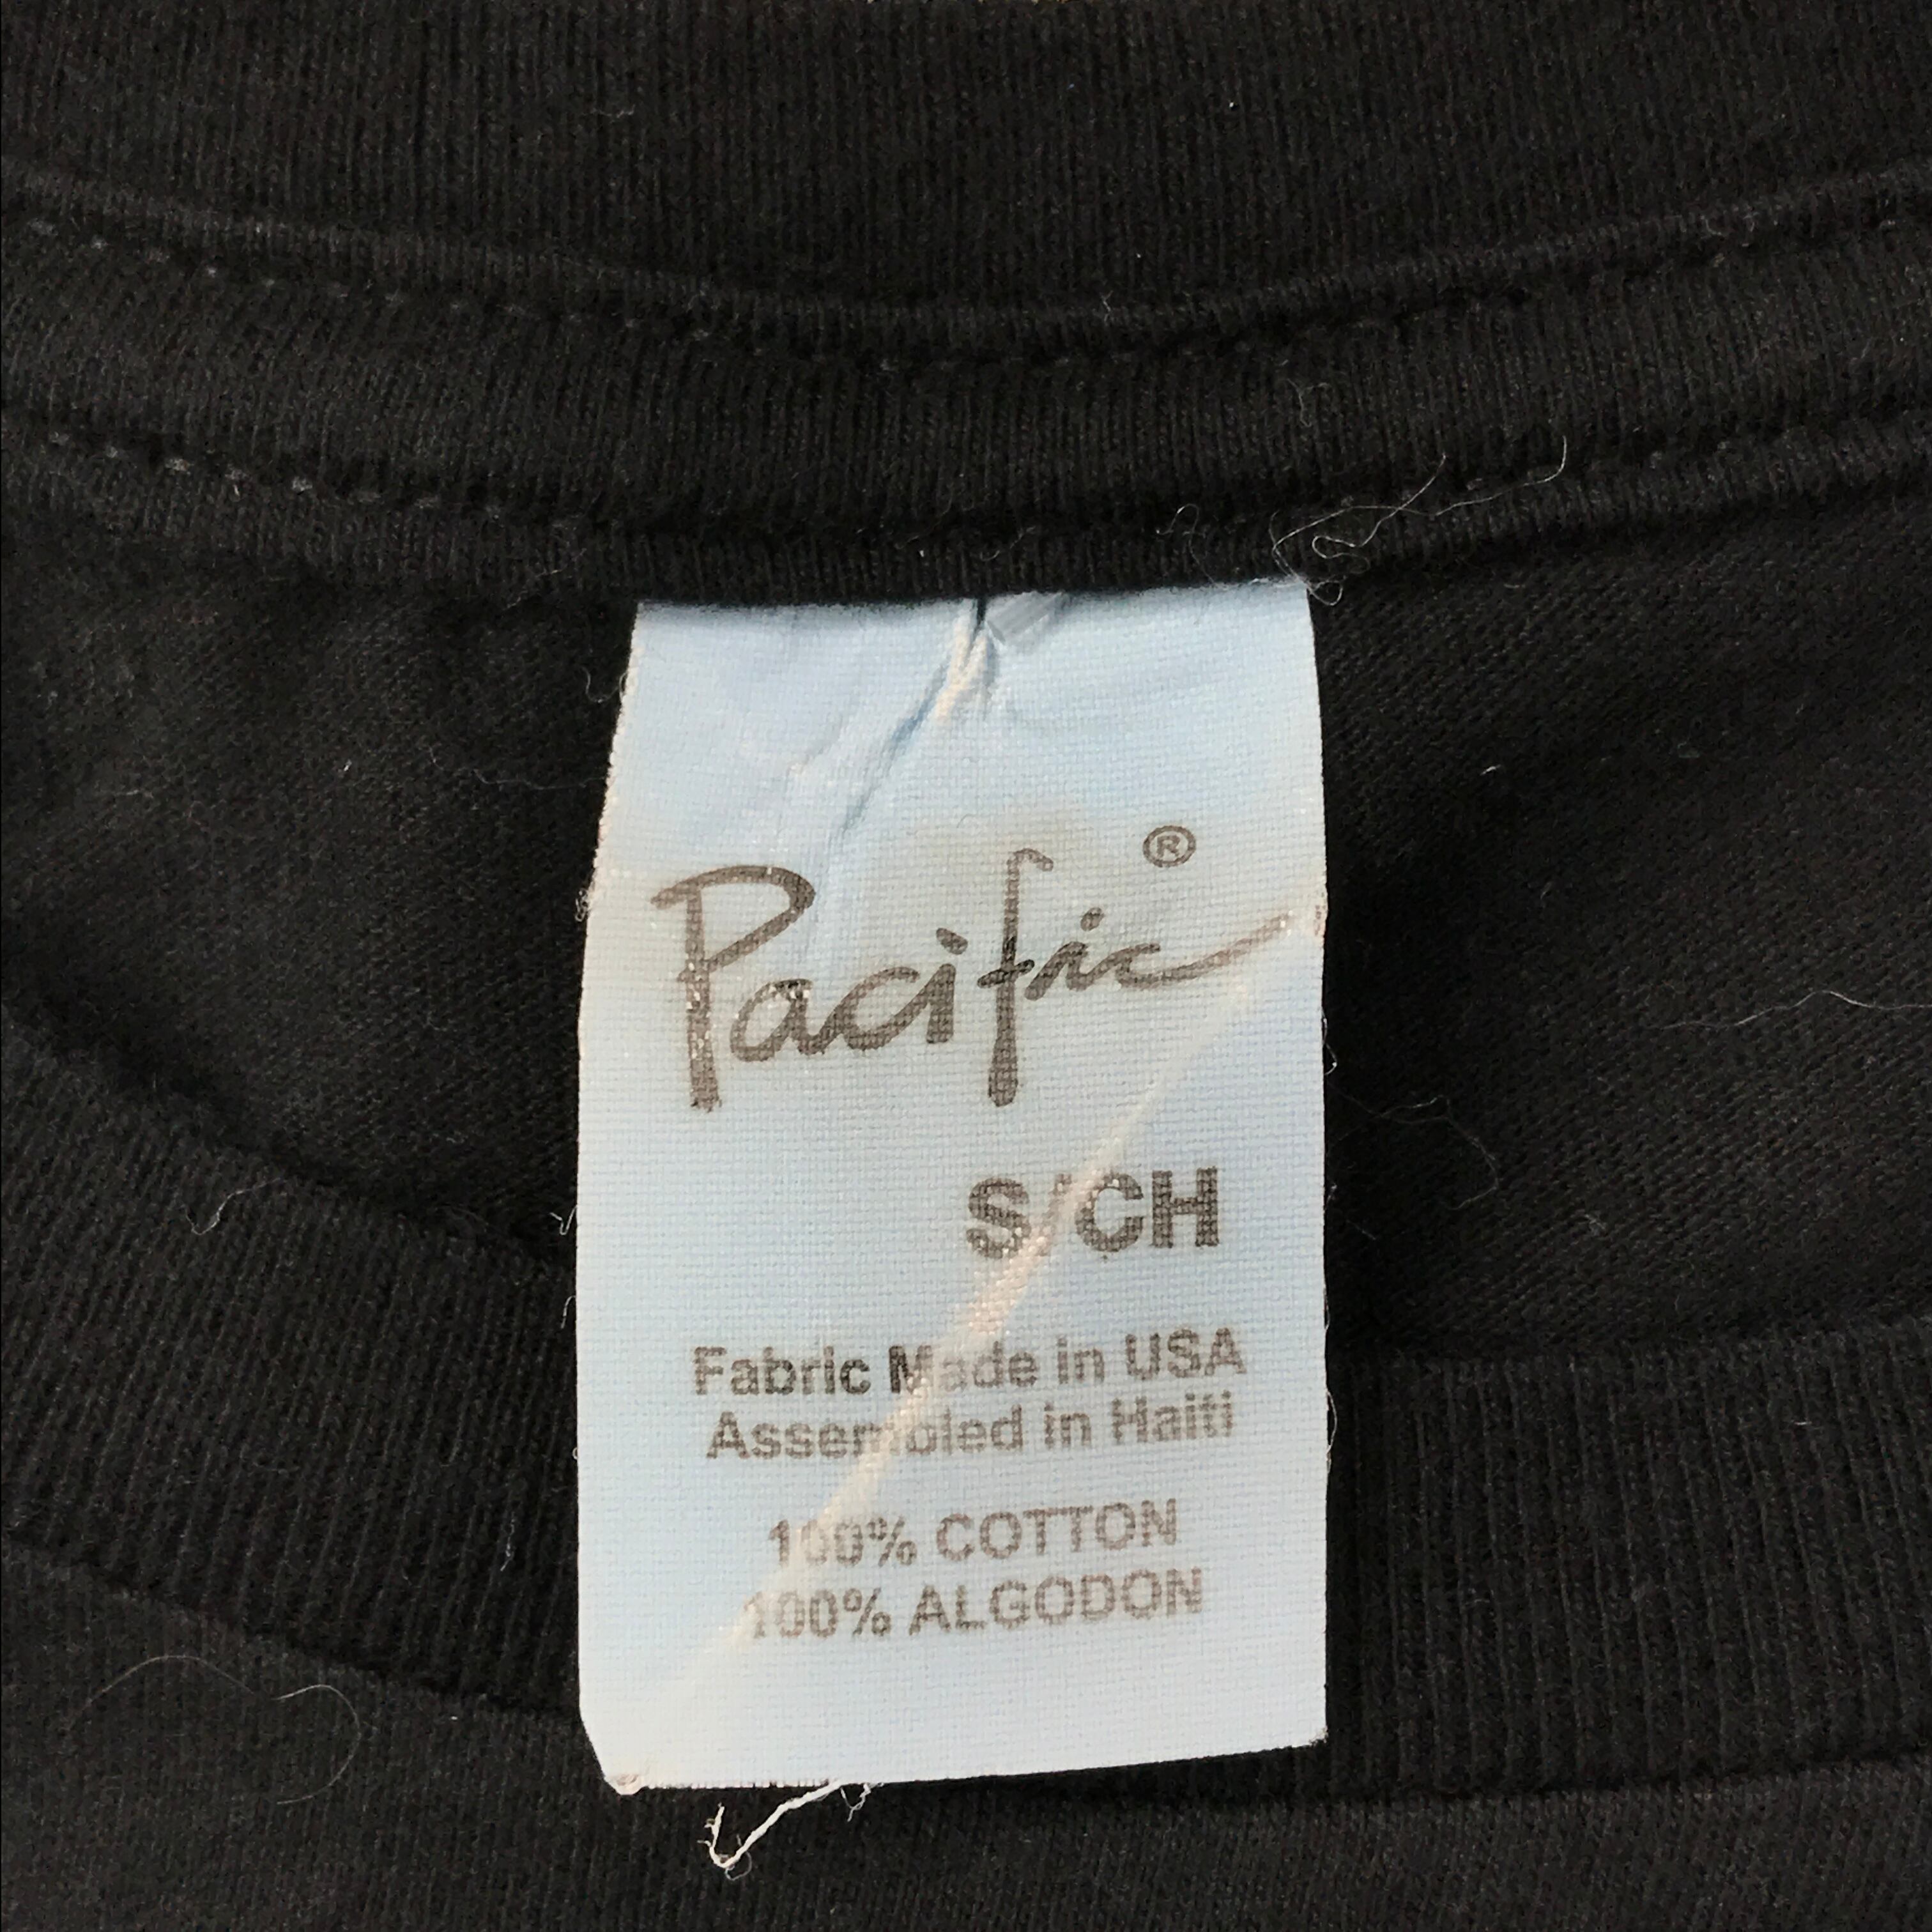 Pacific®
S/CH
Fabric Made in USA
Assembled in Haiti
100% COTTON
100% ALGODON